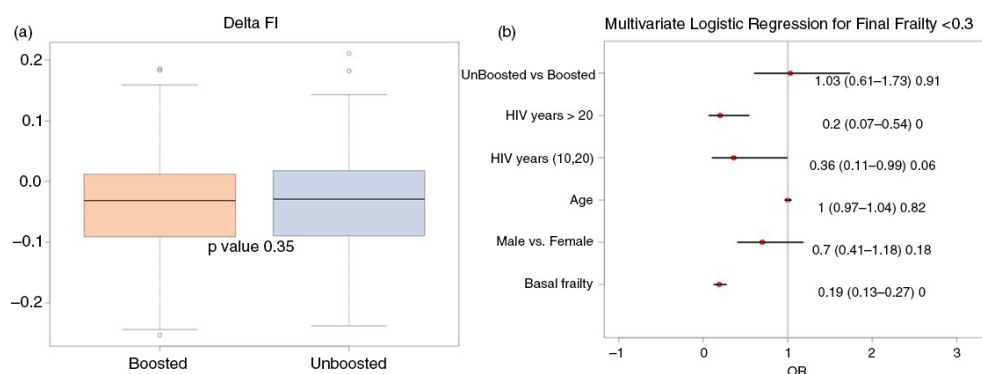 (a)
Delta FI
0.2
0.1
0.0
−0.1
−0.2
p value 0.35
Boosted
Unboosted
(b)
Multivariate Logistic Regression for Final Frailty <0.3
UnBoosted vs Boosted
1.03 (0.61–1.73) 0.91
HIV years > 20
0.2 (0.07–0.54) 0
HIV years (10,20)
0.36 (0.11–0.99) 0.06
Age
1 (0.97–1.04) 0.82
Male vs. Female
0.7 (0.41–1.18) 0.18
Basal frailty
0.19 (0.13–0.27) 0
−1 0 1 2 3
OR